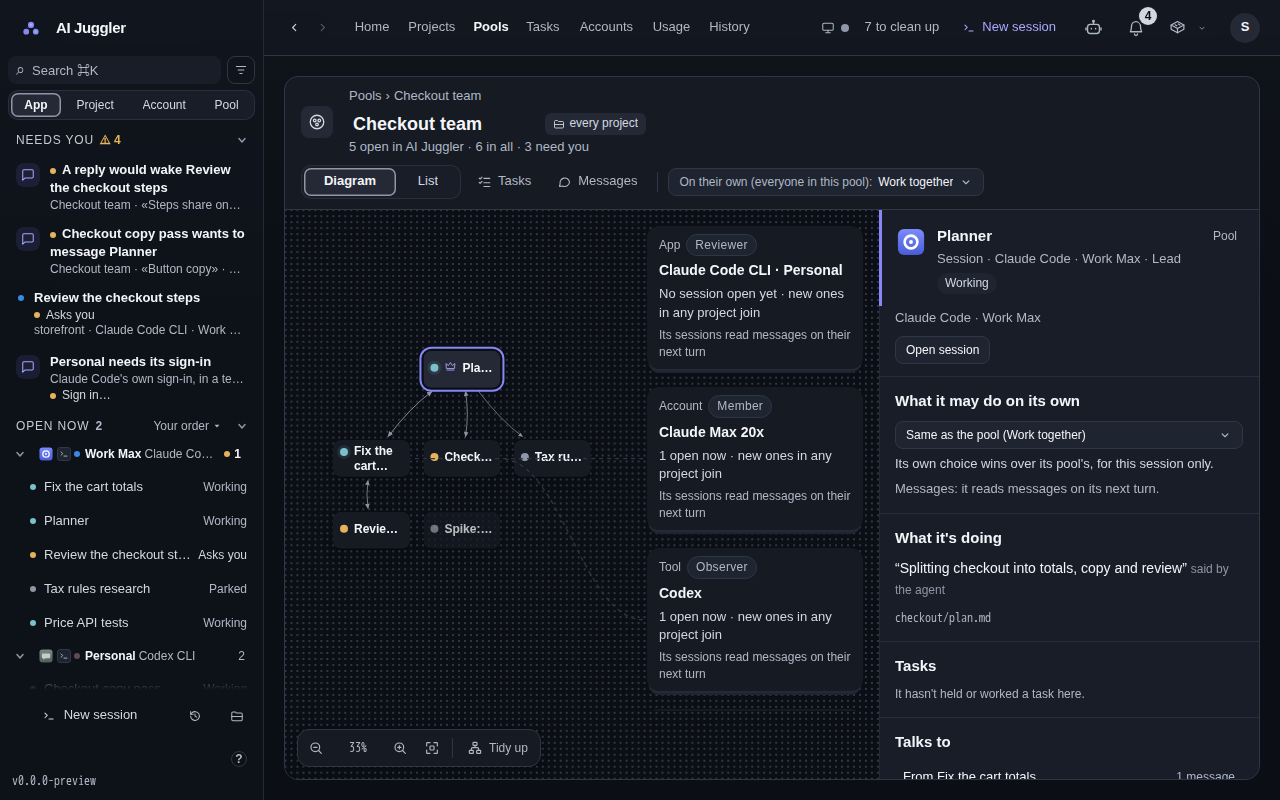 AI Juggler
Search ⌘K
App Project Account Pool
NEEDS YOU 4
A reply would wake Review the checkout steps
Checkout team · «Steps share on…
Checkout copy pass wants to message Planner
Checkout team · «Button copy» · …
Review the checkout steps
Asks you
storefront · Claude Code CLI · Work …
Personal needs its sign-in
Claude Code's own sign-in, in a te…
Sign in…
OPEN NOW 2 Your order
Work Max Claude Co… 1
Fix the cart totals Working
Planner Working
Review the checkout st… Asks you
Tax rules research Parked
Price API tests Working
Personal Codex CLI 2
Checkout copy pass Working
New session
?
v0.0.0-preview
Home Projects Pools Tasks Accounts Usage History
7 to clean up
New session
4
S
Pools › Checkout team
Checkout team every project
5 open in AI Juggler · 6 in all · 3 need you
Diagram List Tasks Messages
On their own (everyone in this pool): Work together
Pla…
Fix the cart…
Check…
Tax ru…
Revie…
Spike:…
App Reviewer
Claude Code CLI · Personal
No session open yet · new ones
in any project join
Its sessions read messages on their
next turn
Account Member
Claude Max 20x
1 open now · new ones in any
project join
Its sessions read messages on their
next turn
Tool Observer
Codex
1 open now · new ones in any
project join
Its sessions read messages on their
next turn
33%
Tidy up
Planner Pool
Session · Claude Code · Work Max · Lead
Working
Claude Code · Work Max
Open session
What it may do on its own
Same as the pool (Work together)
Its own choice wins over its pool's, for this session only.
Messages: it reads messages on its next turn.
What it's doing
“Splitting checkout into totals, copy and review” said by
the agent
checkout/plan.md
Tasks
It hasn't held or worked a task here.
Talks to
From Fix the cart totals 1 message